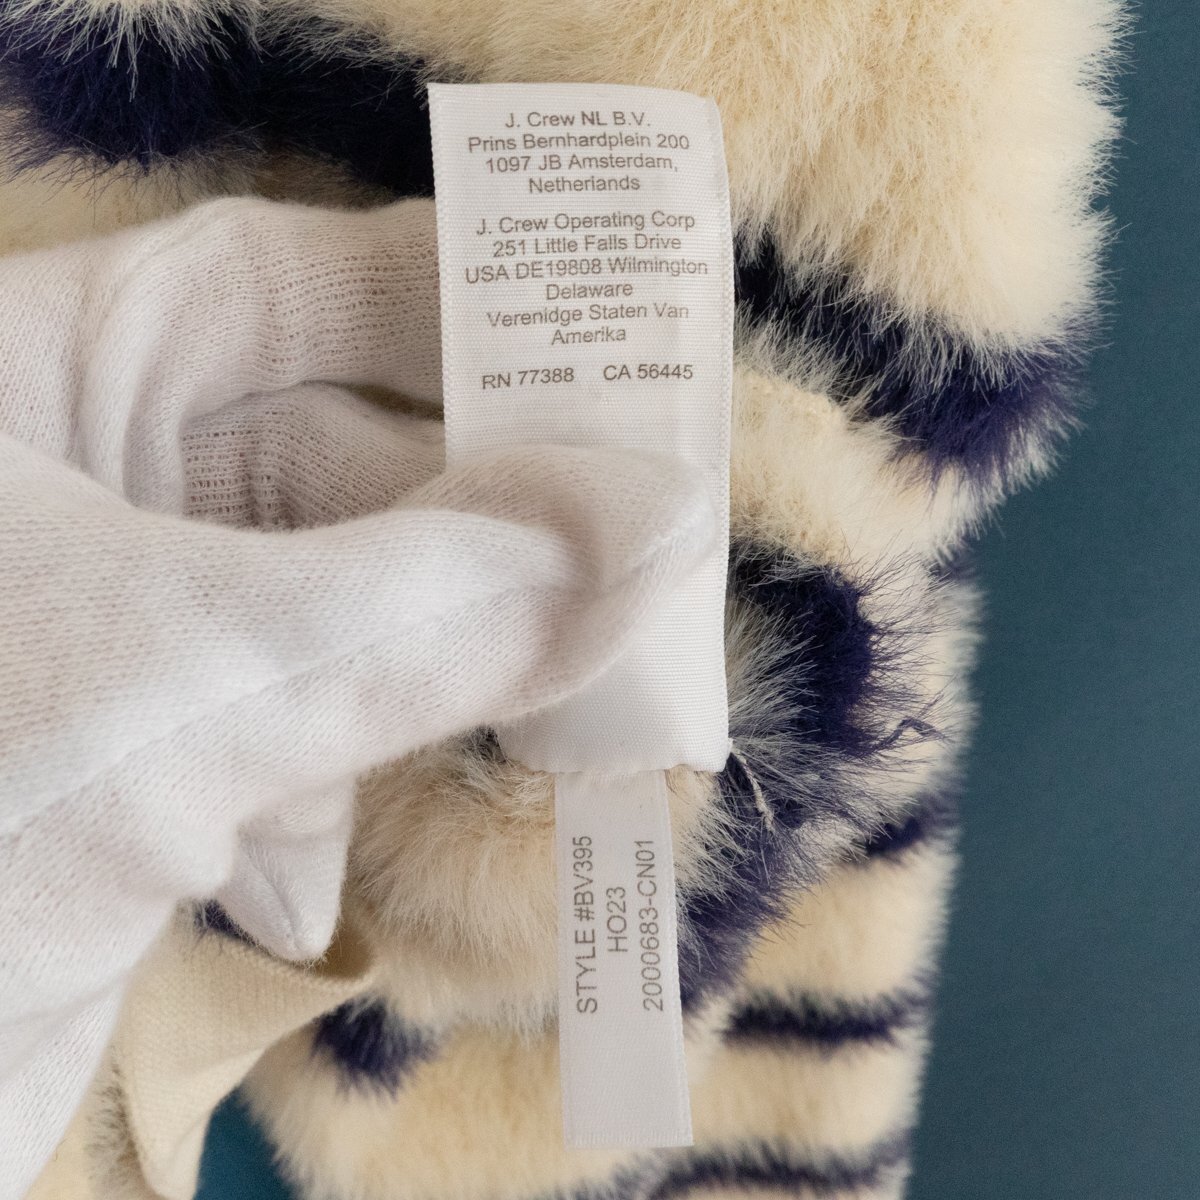 J. Crew NL B.V.
Prins Bernhardplein 200
1097 JB Amsterdam,
Netherlands
J. Crew Operating Corp
251 Little Falls Drive
USA DE19808 Wilmington
Delaware
Verenidge Staten Van
Amerika
RN 77388 CA 56445
STYLE #BV395
HO23
2000683-CN01